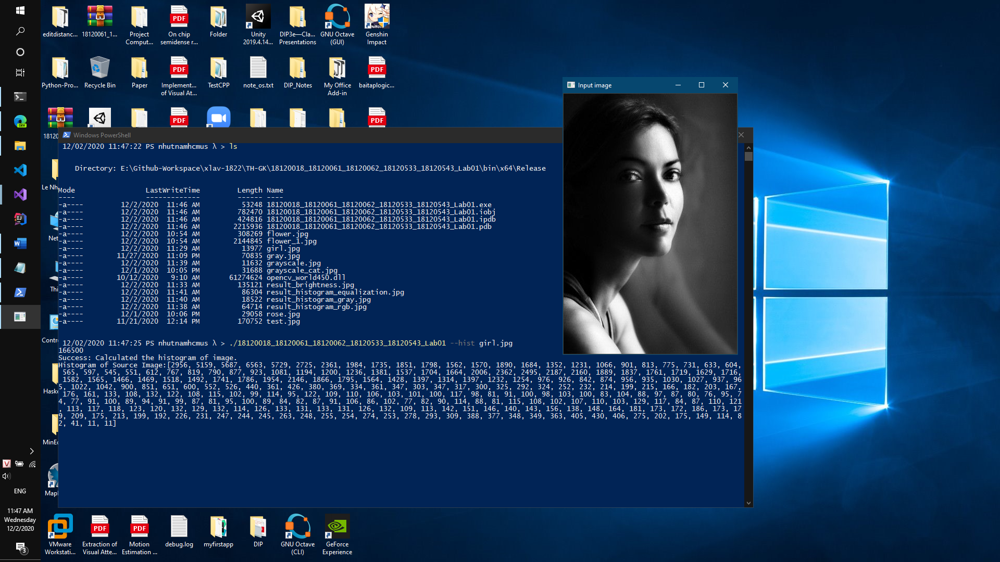 editdistanc...
18120061_1...
Project Comput...
On chip semidense r...
Folder
Unity 2019.4.14...
DIP3e—Cla... Presentations
GNU Octave (GUI)
Genshin Impact
Python-Pro...
Recycle Bin
Paper
Implement... of Visual At...
TestCPP
note_os.txt
DIP_Notes
My Office Add-in
baitaplogic...
Input image
Windows PowerShell
12/02/2020 11:47:22 PS nhutnamhcmus λ > ls
Directory: E:\Github-Workspace\xlav-1822\TH-GK\18120018_18120061_18120062_18120533_18120543_Lab01\bin\x64\Release
Mode LastWriteTime Length Name
---- ------------- ------ ----
-a---- 12/2/2020 11:46 AM 53248 18120018_18120061_18120062_18120533_18120543_Lab01.exe
-a---- 12/2/2020 11:46 AM 782470 18120018_18120061_18120062_18120533_18120543_Lab01.iobj
-a---- 12/2/2020 11:46 AM 424816 18120018_18120061_18120062_18120533_18120543_Lab01.ipdb
-a---- 12/2/2020 11:46 AM 2215936 18120018_18120061_18120062_18120533_18120543_Lab01.pdb
-a---- 12/2/2020 10:54 AM 308269 flower.jpg
-a---- 12/2/2020 10:54 AM 2144845 flower_1.jpg
-a---- 12/2/2020 11:29 AM 13977 girl.jpg
-a---- 11/27/2020 11:09 PM 70835 gray.jpg
-a---- 12/2/2020 11:39 AM 11632 grayscale.jpg
-a---- 12/1/2020 10:05 PM 31688 grayscale_cat.jpg
-a---- 10/12/2020 9:10 AM 61274624 opencv_world450.dll
-a---- 12/2/2020 11:33 AM 135121 result_brightness.jpg
-a---- 12/2/2020 11:41 AM 86304 result_histogram_equalization.jpg
-a---- 12/2/2020 11:40 AM 18522 result_histogram_gray.jpg
-a---- 12/2/2020 11:38 AM 64714 result_histogram_rgb.jpg
-a---- 12/1/2020 10:06 PM 29058 rose.jpg
-a---- 11/21/2020 12:14 PM 170752 test.jpg
12/02/2020 11:47:25 PS nhutnamhcmus λ > ./18120018_18120061_18120062_18120533_18120543_Lab01 --hist girl.jpg
166500
Success: Calculated the histogram of image.
Histogram of Source Image:[2956, 5159, 5687, 6563, 5729, 2725, 2361, 1984, 1735, 1851, 1798, 1562, 1570, 1890, 1684, 1352, 1231, 1066, 901, 813, 775, 731, 633, 604,
565, 597, 545, 551, 612, 767, 819, 790, 877, 923, 1081, 1194, 1200, 1236, 1381, 1537, 1704, 1664, 2006, 2362, 2495, 2187, 2160, 1889, 1837, 1761, 1719, 1629, 1716,
1582, 1565, 1466, 1469, 1518, 1492, 1741, 1786, 1954, 2146, 1866, 1795, 1564, 1428, 1397, 1314, 1397, 1232, 1254, 976, 926, 842, 874, 956, 935, 1030, 1027, 937, 96
5, 1022, 1042, 900, 851, 651, 600, 552, 526, 440, 361, 426, 380, 369, 334, 361, 347, 303, 347, 317, 300, 325, 292, 324, 252, 232, 214, 199, 215, 166, 182, 203, 167,
176, 161, 133, 108, 132, 122, 108, 115, 102, 99, 114, 95, 122, 109, 110, 106, 103, 101, 100, 117, 98, 81, 91, 100, 98, 103, 100, 83, 104, 88, 97, 87, 80, 76, 95, 7
4, 77, 91, 100, 89, 94, 91, 99, 87, 81, 95, 100, 89, 84, 82, 87, 91, 106, 86, 102, 77, 82, 90, 114, 88, 81, 115, 108, 102, 107, 110, 103, 129, 117, 84, 87, 110, 121
, 113, 117, 118, 123, 120, 132, 129, 132, 114, 126, 133, 131, 133, 131, 126, 132, 109, 113, 142, 151, 146, 140, 143, 156, 138, 148, 164, 181, 173, 172, 186, 173, 17
9, 209, 175, 213, 199, 192, 226, 231, 247, 244, 245, 263, 248, 255, 254, 274, 253, 278, 293, 309, 388, 377, 348, 349, 363, 405, 430, 406, 275, 202, 175, 149, 114, 8
2, 41, 11, 11]
18120
Le Nh
Net
Thi
Contr
Haske
MinE
Map
ENG
11:47 AM
Wednesday
12/2/2020
3
VMware Workstati...
Extraction of Visual Atte...
Motion Estimation ...
debug.log
myfirstapp
DIP
GNU Octave (CLI)
GeForce Experience